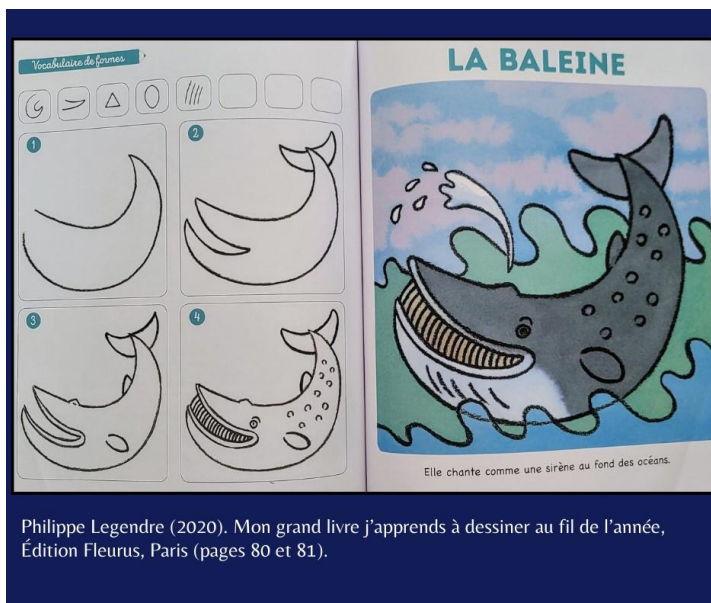 Vocabulaire de formes
1
2
3
4
LA BALEINE
Elle chante comme une sirène au fond des océans.
Philippe Legendre (2020). Mon grand livre j’apprends à dessiner au fil de l’année,
Édition Fleurus, Paris (pages 80 et 81).